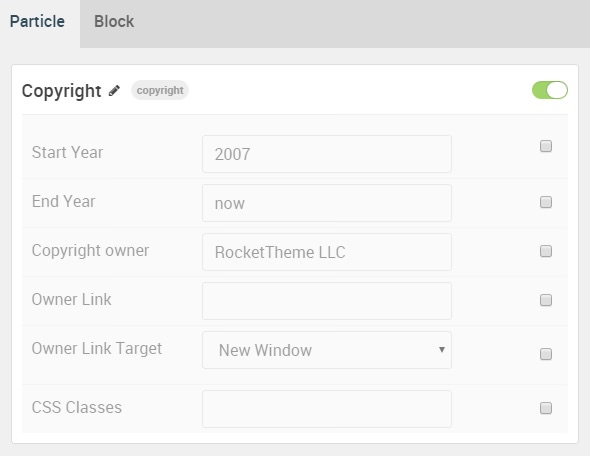 Particle Block
Copyright copyright
Start Year 2007
End Year now
Copyright owner RocketTheme LLC
Owner Link
Owner Link Target New Window
CSS Classes